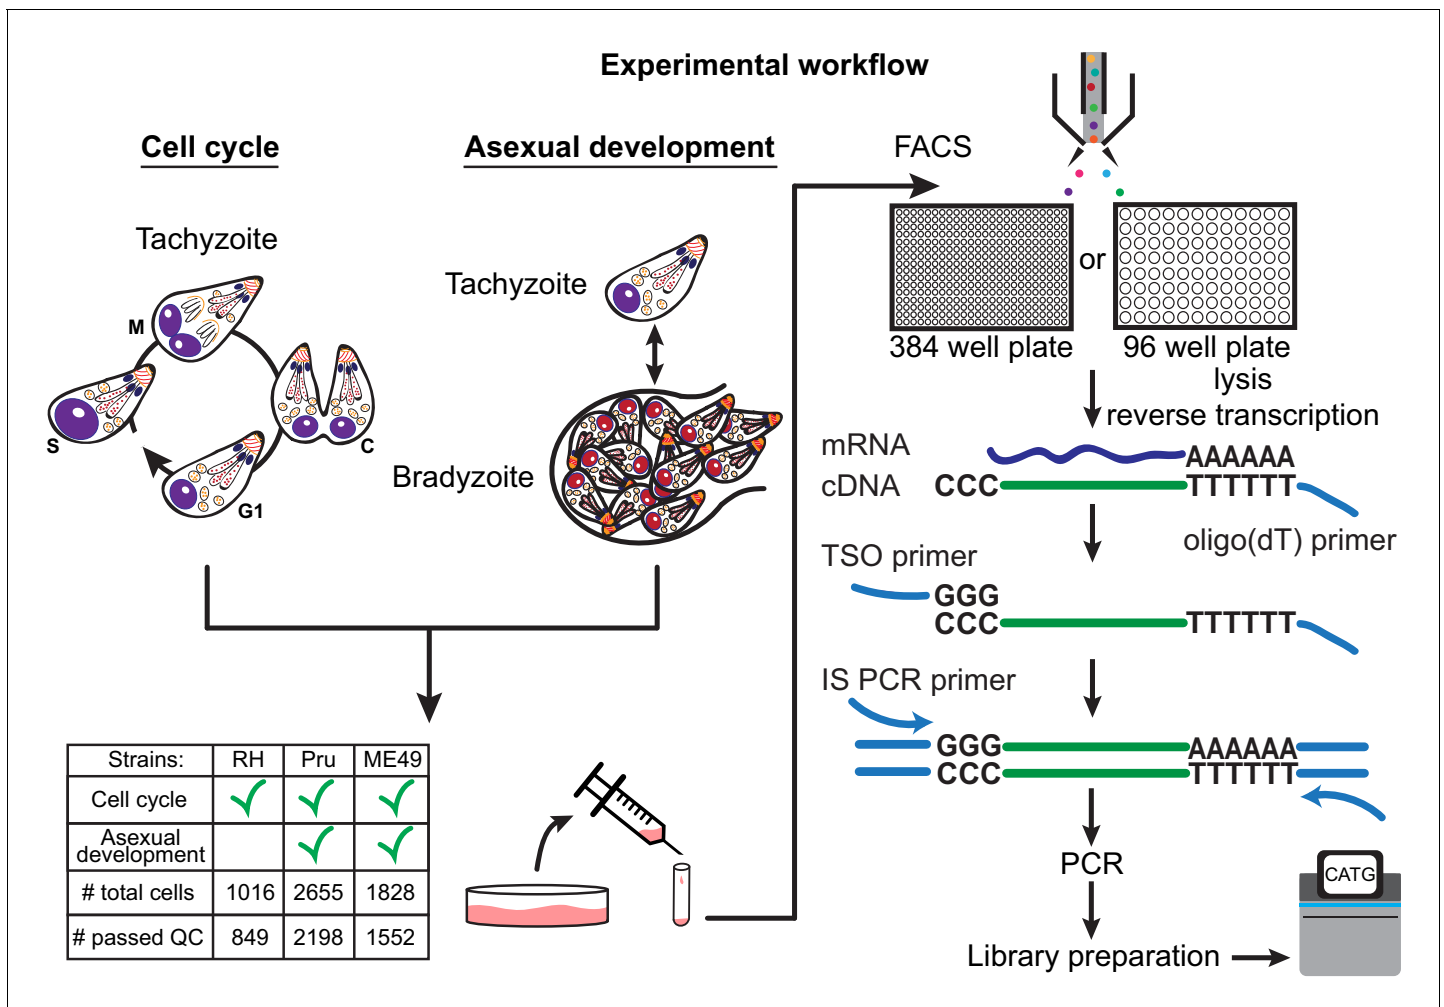 Experimental workflow
Cell cycle
Tachyzoite
M
S
C
G1
Asexual development
Tachyzoite
Bradyzoite
Strains: RH Pru ME49
Cell cycle
Asexual
development
# total cells 1016 2655 1828
# passed QC 849 2198 1552
FACS
or
384 well plate
96 well plate
lysis
reverse transcription
mRNA AAAAAA
cDNA CCC TTTTTT
oligo(dT) primer
TSO primer
GGG
CCC TTTTTT
IS PCR primer
GGG AAAAAA
CCC TTTTTT
PCR
Library preparation
CATG